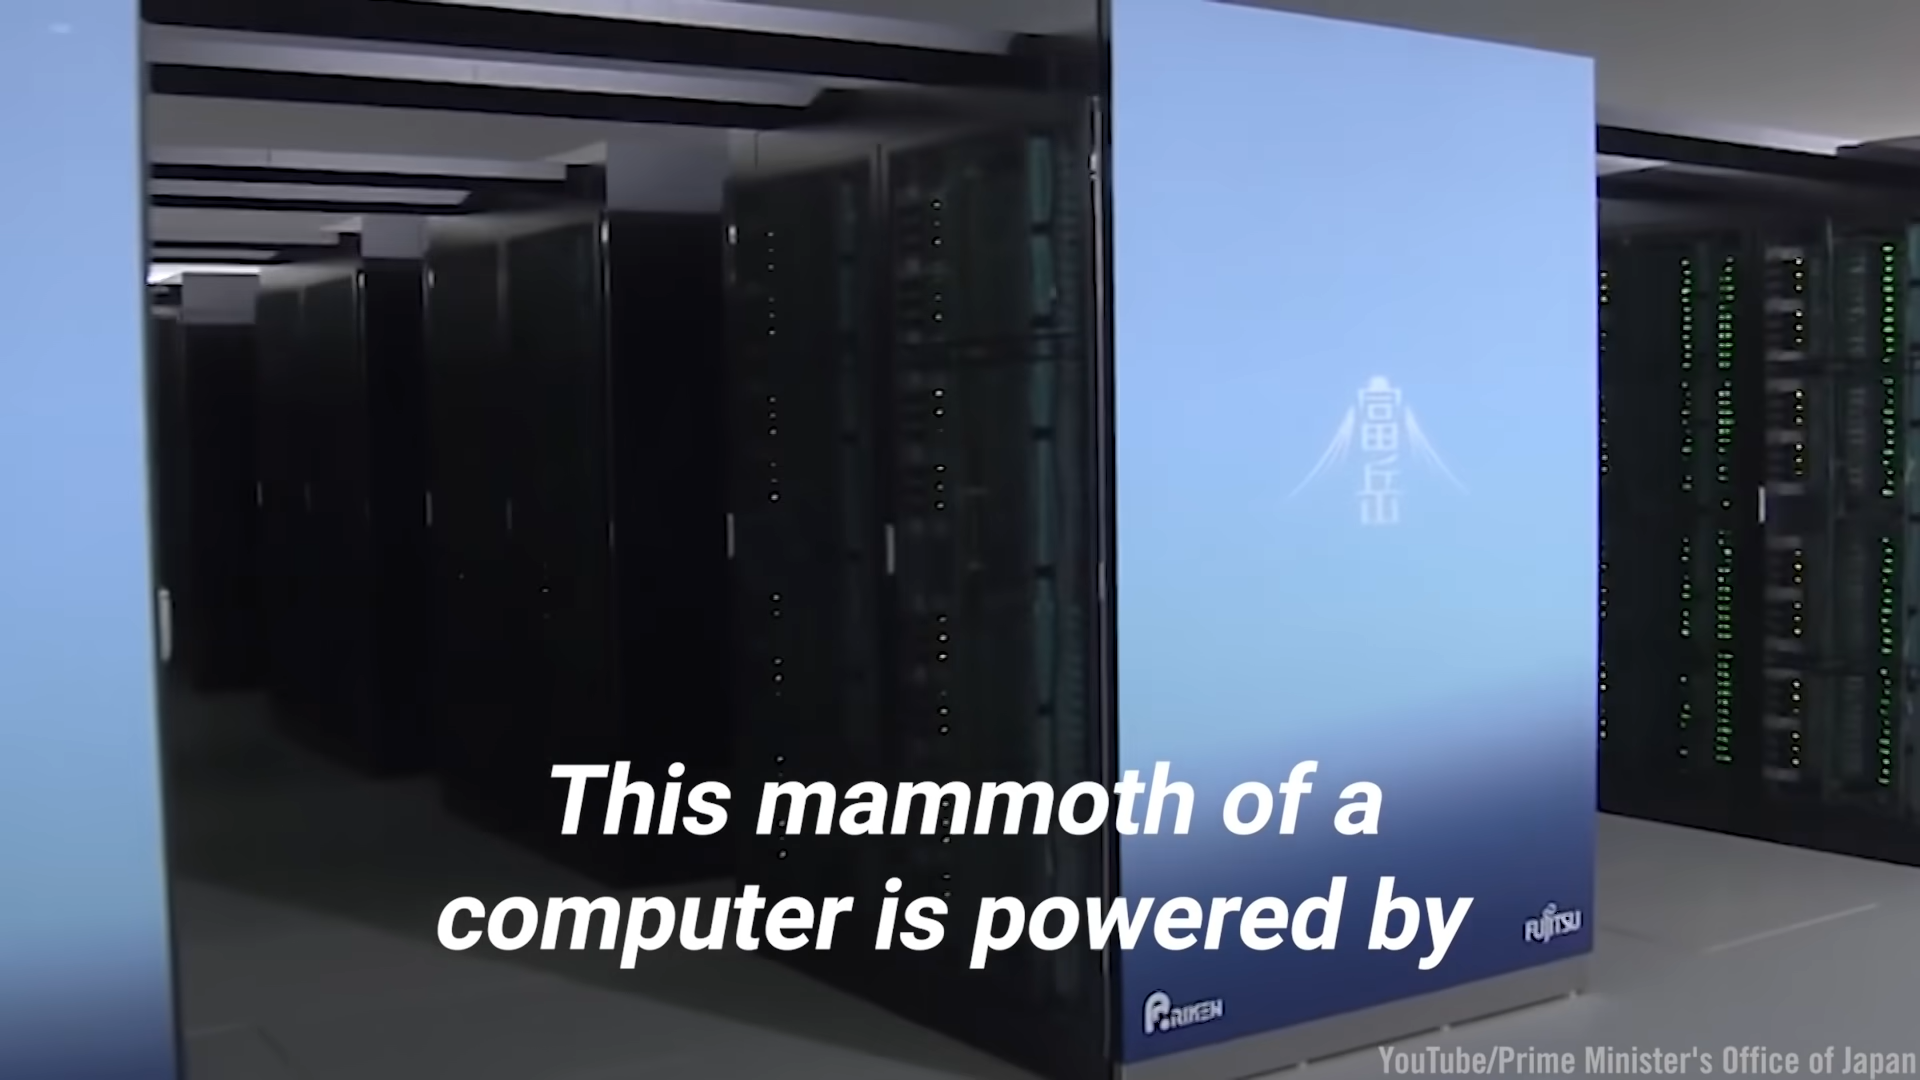 富
岳
This mammoth of a
computer is powered by
FUJITSU
RIKEN
YouTube/Prime Minister's Office of Japan